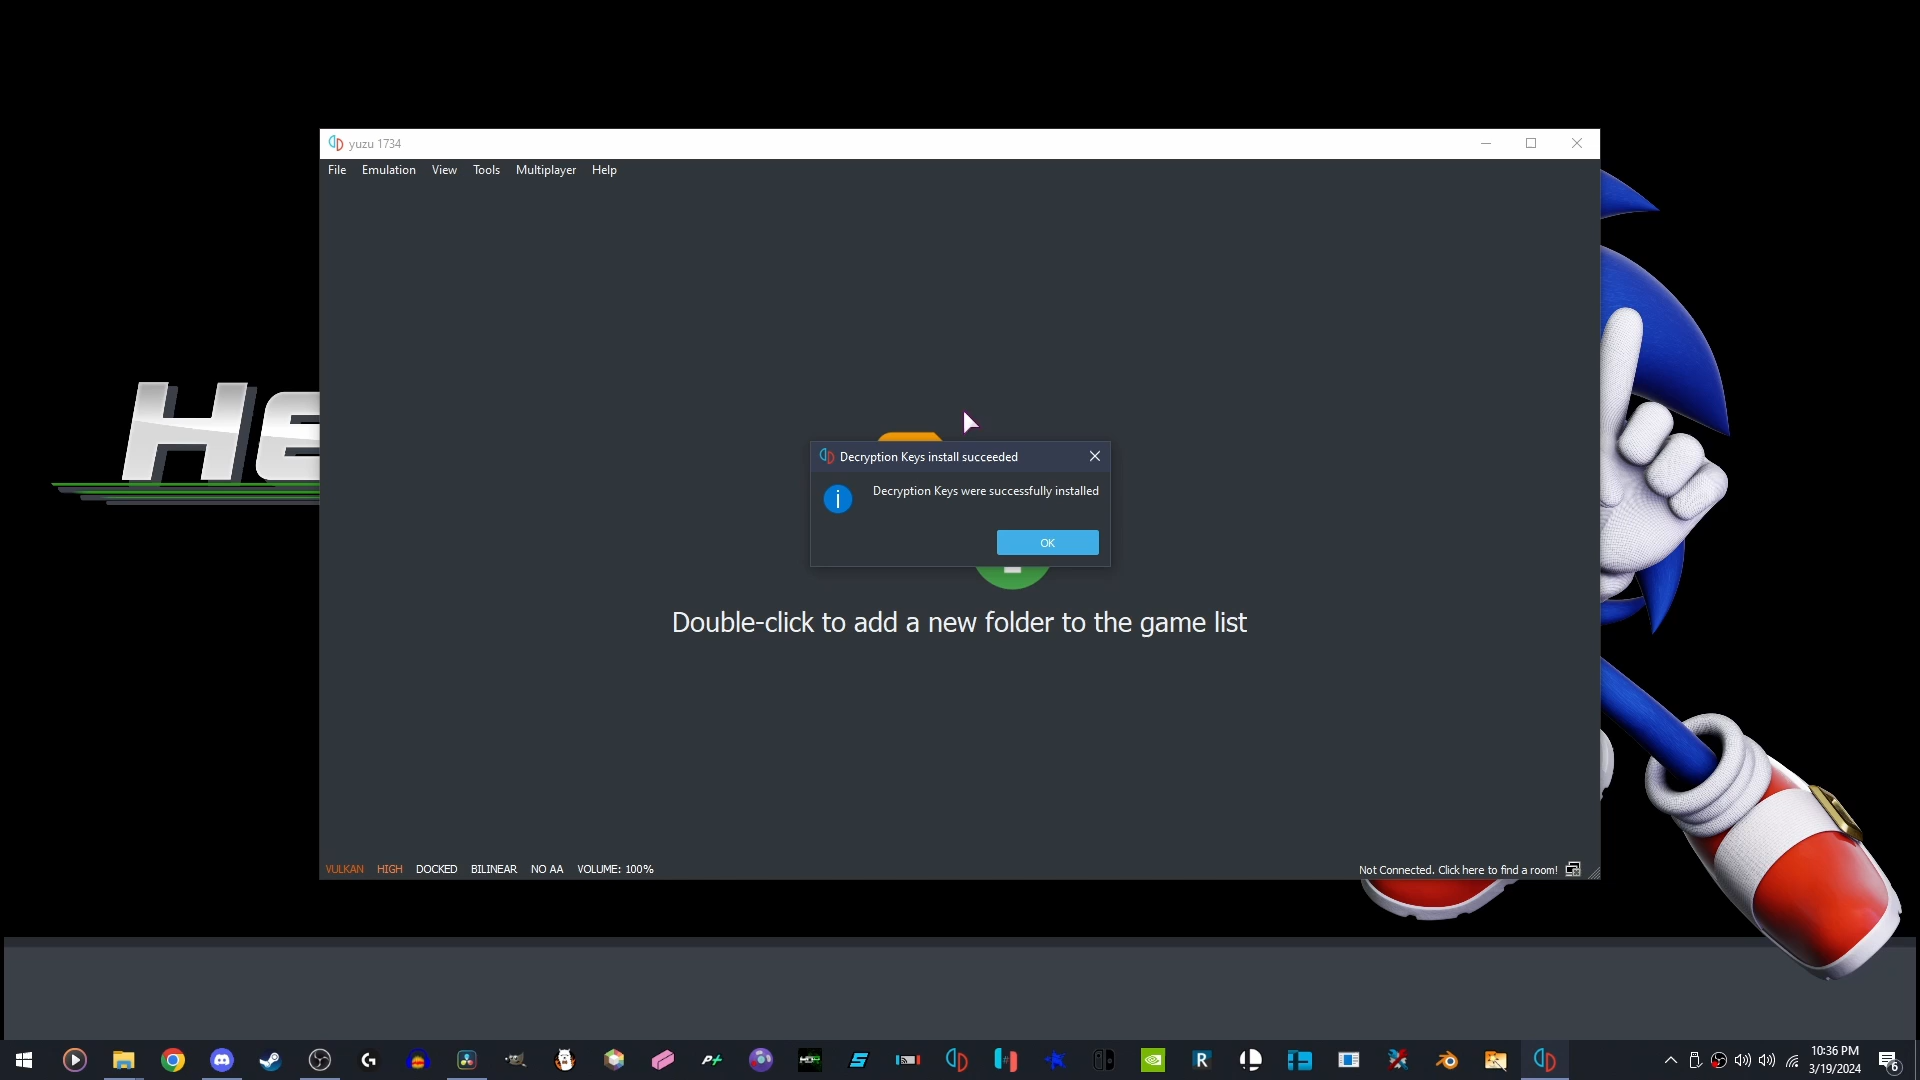 yuzu 1734
File Emulation View Tools Multiplayer Help
He
Decryption Keys install succeeded
Decryption Keys were successfully installed
OK
Double-click to add a new folder to the game list
VULKAN HIGH DOCKED BILINEAR NO AA VOLUME: 100%
Not Connected. Click here to find a room!
10:36 PM
3/19/2024
6